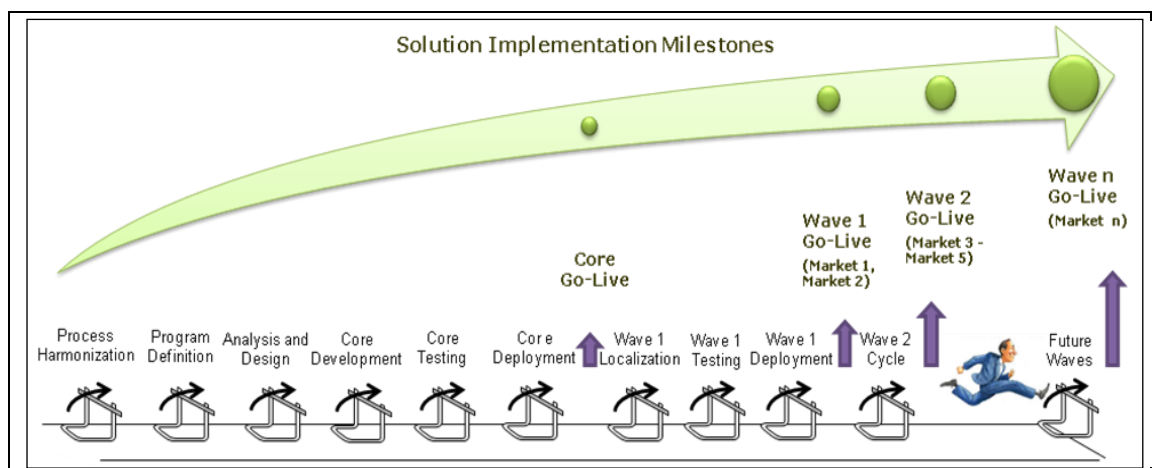 Solution Implementation Milestones
Wave n
Go-Live
(Market n)
Wave 2
Go-Live
(Market 3 -
Market 5)
Wave 1
Go-Live
(Market 1,
Market 2)
Core
Go-Live
Process
Harmonization
Program
Definition
Analysis and
Design
Core
Development
Core
Testing
Core
Deployment
Wave 1
Localization
Wave 1
Testing
Wave 1
Deployment
Wave 2
Cycle
Future
Waves